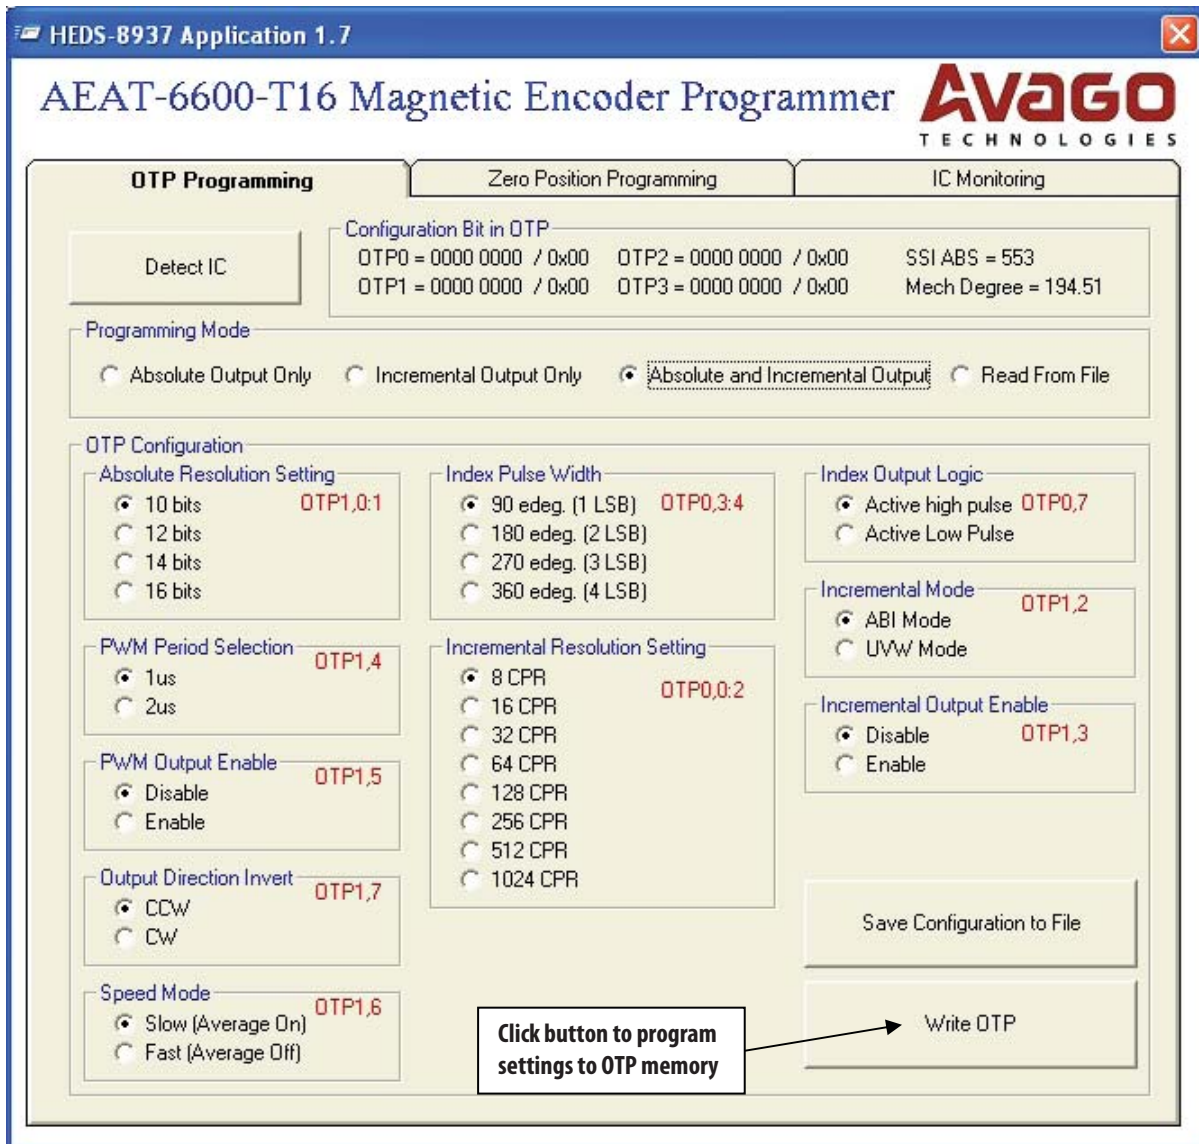 HEDS-8937 Application 1.7
AEAT-6600-T16 Magnetic Encoder Programmer
AVAGO
TECHNOLOGIES
OTP Programming
Zero Position Programming
IC Monitoring
Detect IC
Configuration Bit in OTP
OTP0 = 0000 0000 / 0x00 OTP2 = 0000 0000 / 0x00 SSI ABS = 553
OTP1 = 0000 0000 / 0x00 OTP3 = 0000 0000 / 0x00 Mech Degree = 194.51
Programming Mode
Absolute Output Only Incremental Output Only Absolute and Incremental Output Read From File
OTP Configuration
Absolute Resolution Setting
10 bits OTP1,0:1
12 bits
14 bits
16 bits
PWM Period Selection
OTP1,4
1us
2us
PWM Output Enable
OTP1,5
Disable
Enable
Output Direction Invert
OTP1,7
CCW
CW
Speed Mode
OTP1,6
Slow (Average On)
Fast (Average Off)
Index Pulse Width
90 edeg. (1 LSB) OTP0,3:4
180 edeg. (2 LSB)
270 edeg. (3 LSB)
360 edeg. (4 LSB)
Incremental Resolution Setting
8 CPR
OTP0,0:2
16 CPR
32 CPR
64 CPR
128 CPR
256 CPR
512 CPR
1024 CPR
Index Output Logic
Active high pulse OTP0,7
Active Low Pulse
Incremental Mode
OTP1,2
ABI Mode
UVW Mode
Incremental Output Enable
Disable OTP1,3
Enable
Save Configuration to File
Write OTP
Click button to program
settings to OTP memory